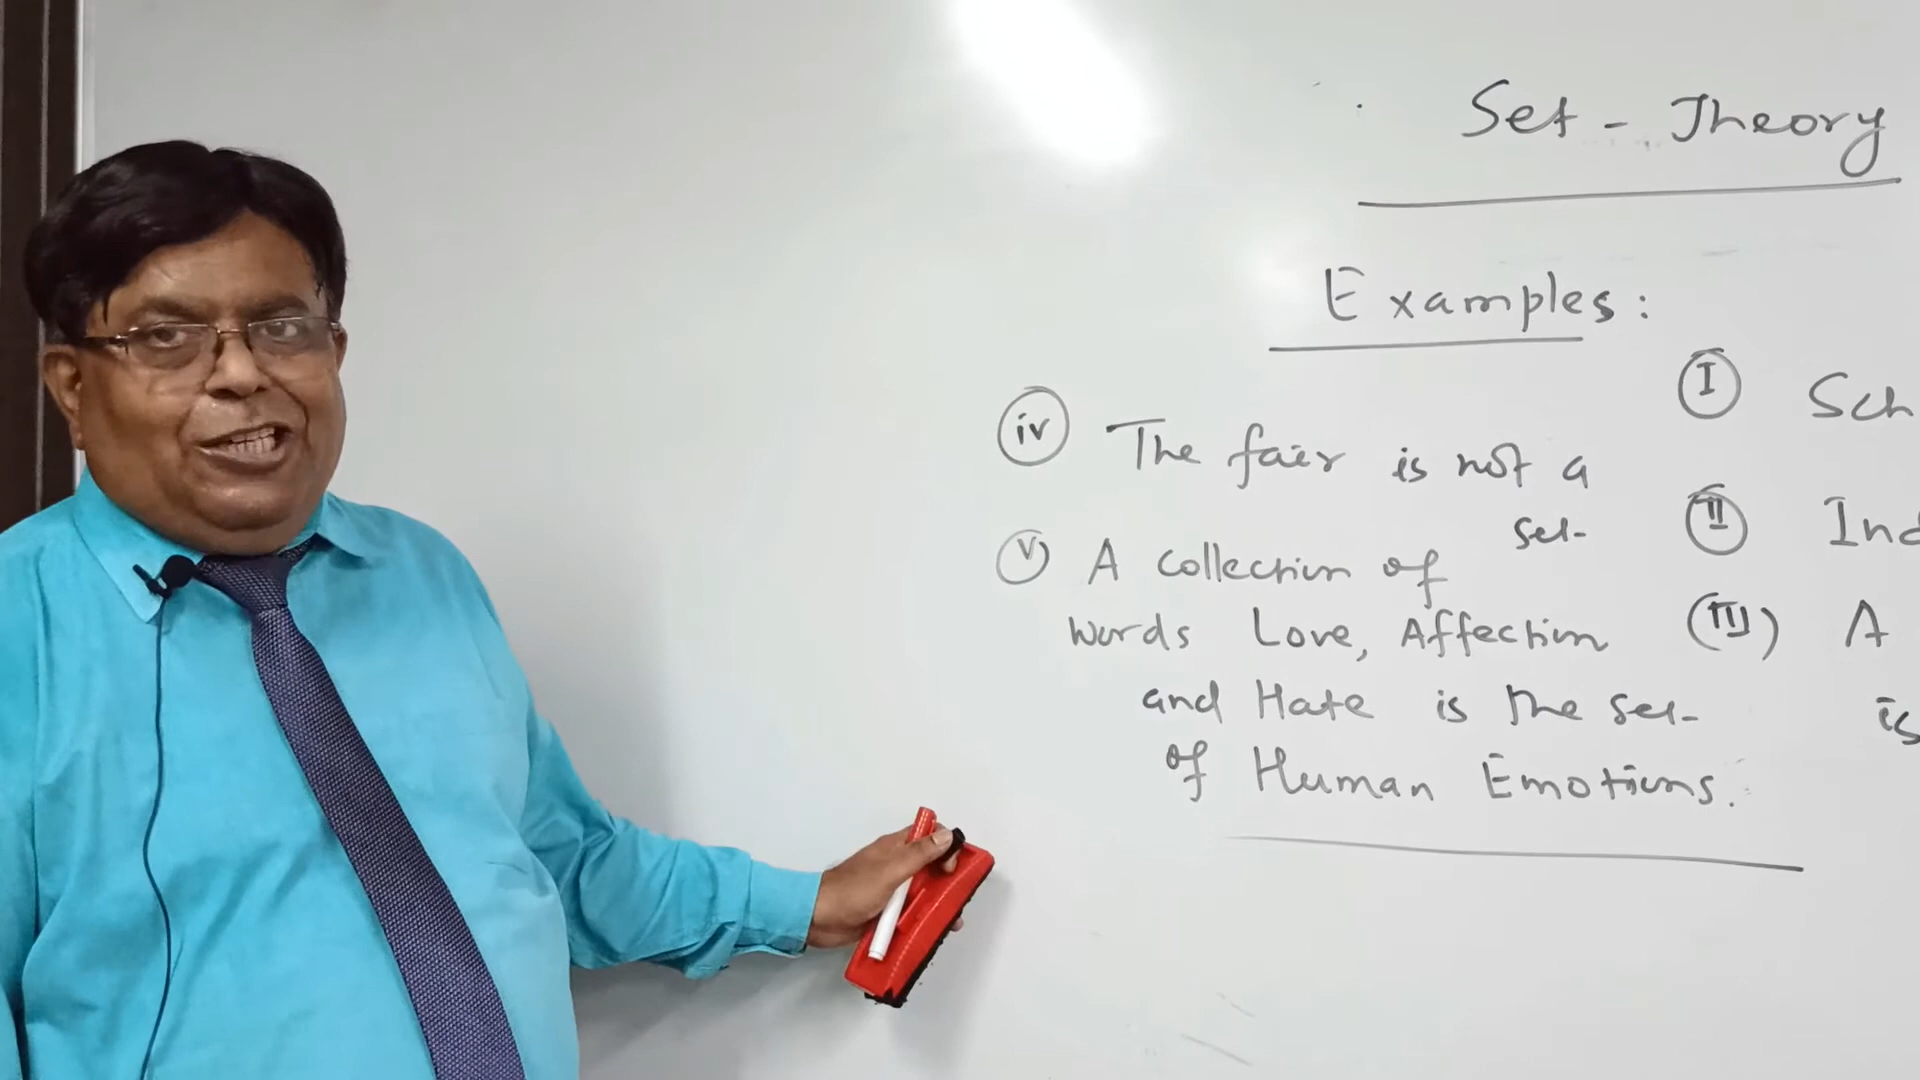 Set - Theory
Examples:
(iv) The fair is not a
set
(v) A collection of
words Love, Affection
and Hate is the set
of Human Emotions.
(I) Sch
(II) Ind
(III) A
is